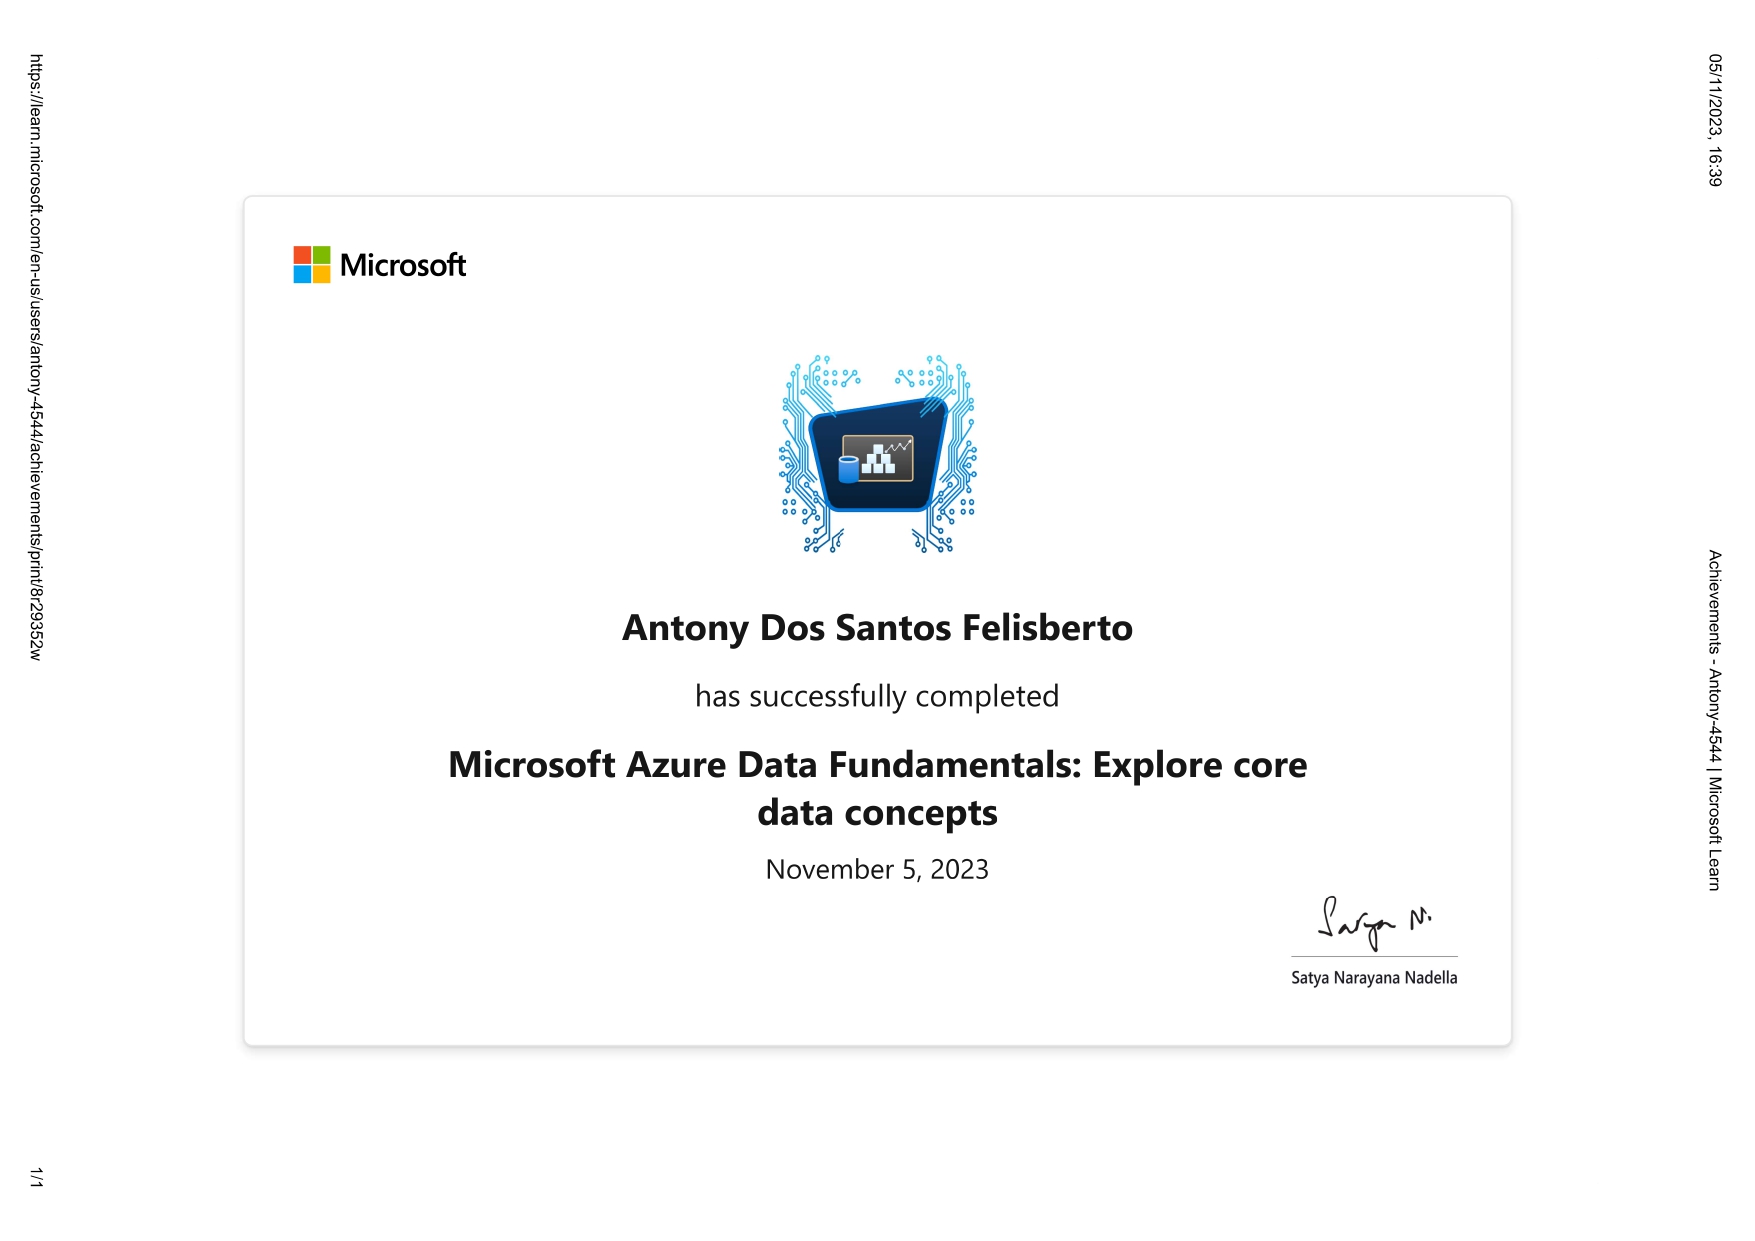 05/11/2023, 16:39
Achievements - Antony-4544 | Microsoft Learn
Microsoft
Antony Dos Santos Felisberto
has successfully completed
Microsoft Azure Data Fundamentals: Explore core
data concepts
November 5, 2023
Satya N.
Satya Narayana Nadella
https://learn.microsoft.com/en-us/users/antony-4544/achievements/print/8r29352w
1/1